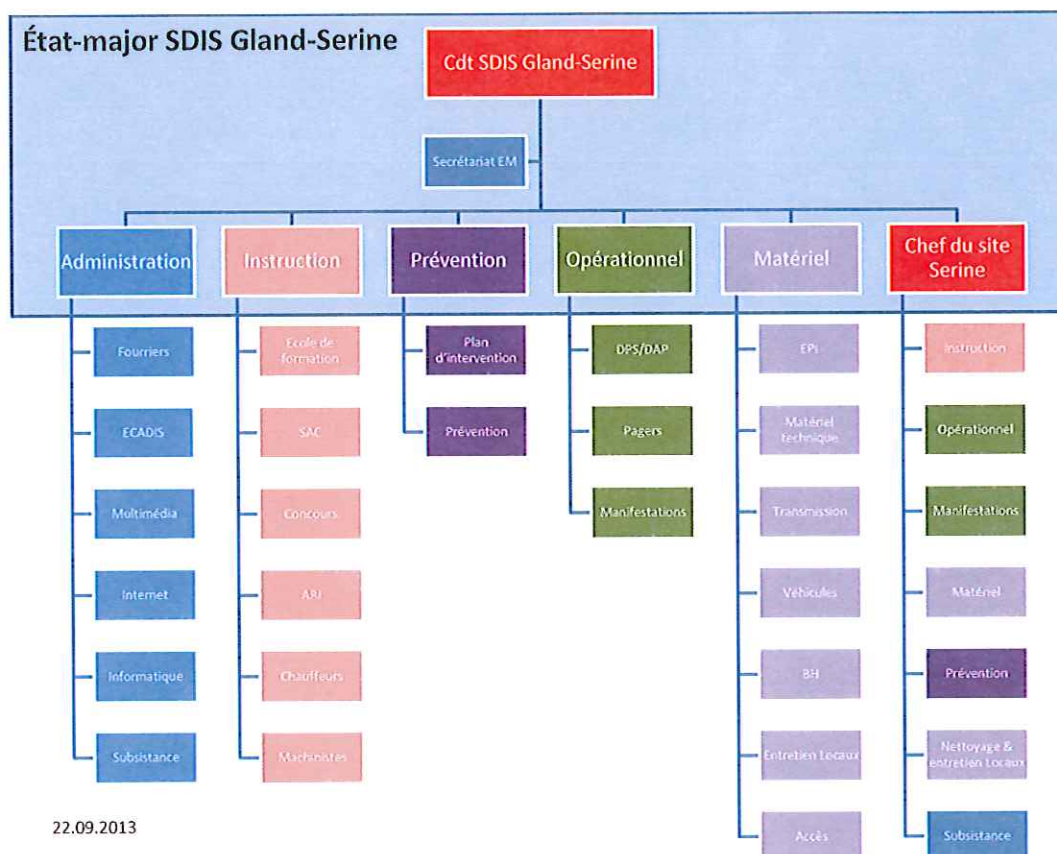 État-major SDIS Gland-Serine
Cdt SDIS Gland-Serine
Secrétariat EM
Administration
Instruction
Prévention
Opérationnel
Matériel
Chef du site
Serine
Fourriers
ECADIS
Multimédia
Internet
Informatique
Subsistance
Ecole de
formation
SAC
Concours
ARI
Chauffeurs
Machinistes
Plan
d'intervention
Prévention
DPS/DAP
Pagers
Manifestations
EPI
Matériel
technique
Transmission
Véhicules
BH
Entretien Locaux
Accès
Instruction
Opérationnel
Manifestations
Matériel
Prévention
Nettoyage &
entretien Locaux
Subsistance
22.09.2013